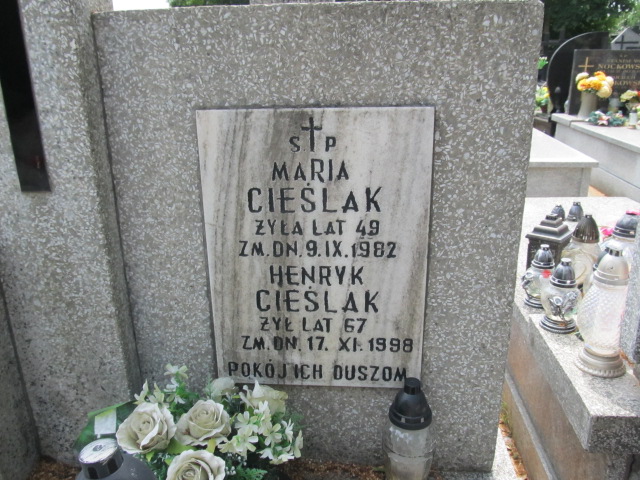 Ś P
MARIA
CIEŚLAK
ŻYŁA LAT 49
ZM. DN. 9. IX. 1982
HENRYK
CIEŚLAK
ŻYŁ LAT 67
ZM. DN. 17. XI. 1998
POKÓJ ICH DUSZOM